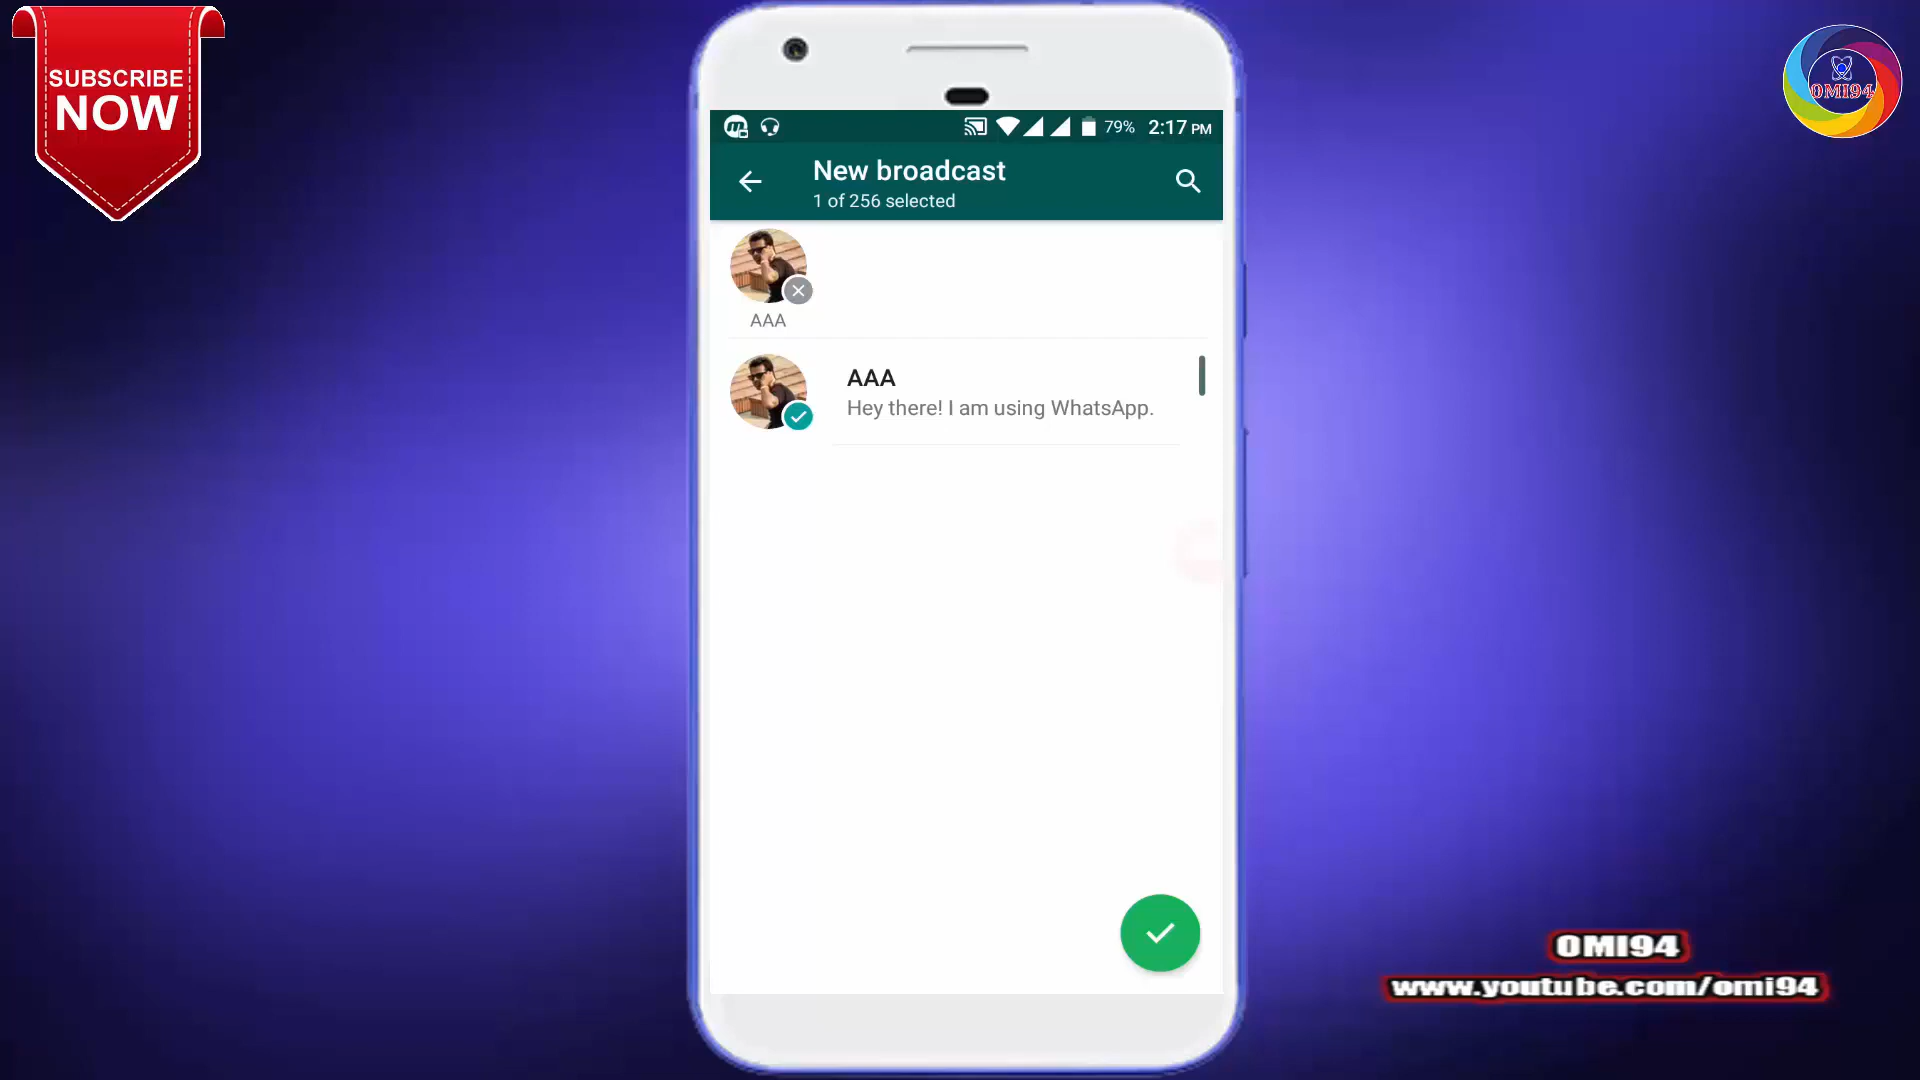 SUBSCRIBE
NOW
OMI94
79% 2:17 PM
New broadcast
1 of 256 selected
AAA
AAA
Hey there! I am using WhatsApp.
OMI94
www.youtube.com/omi94